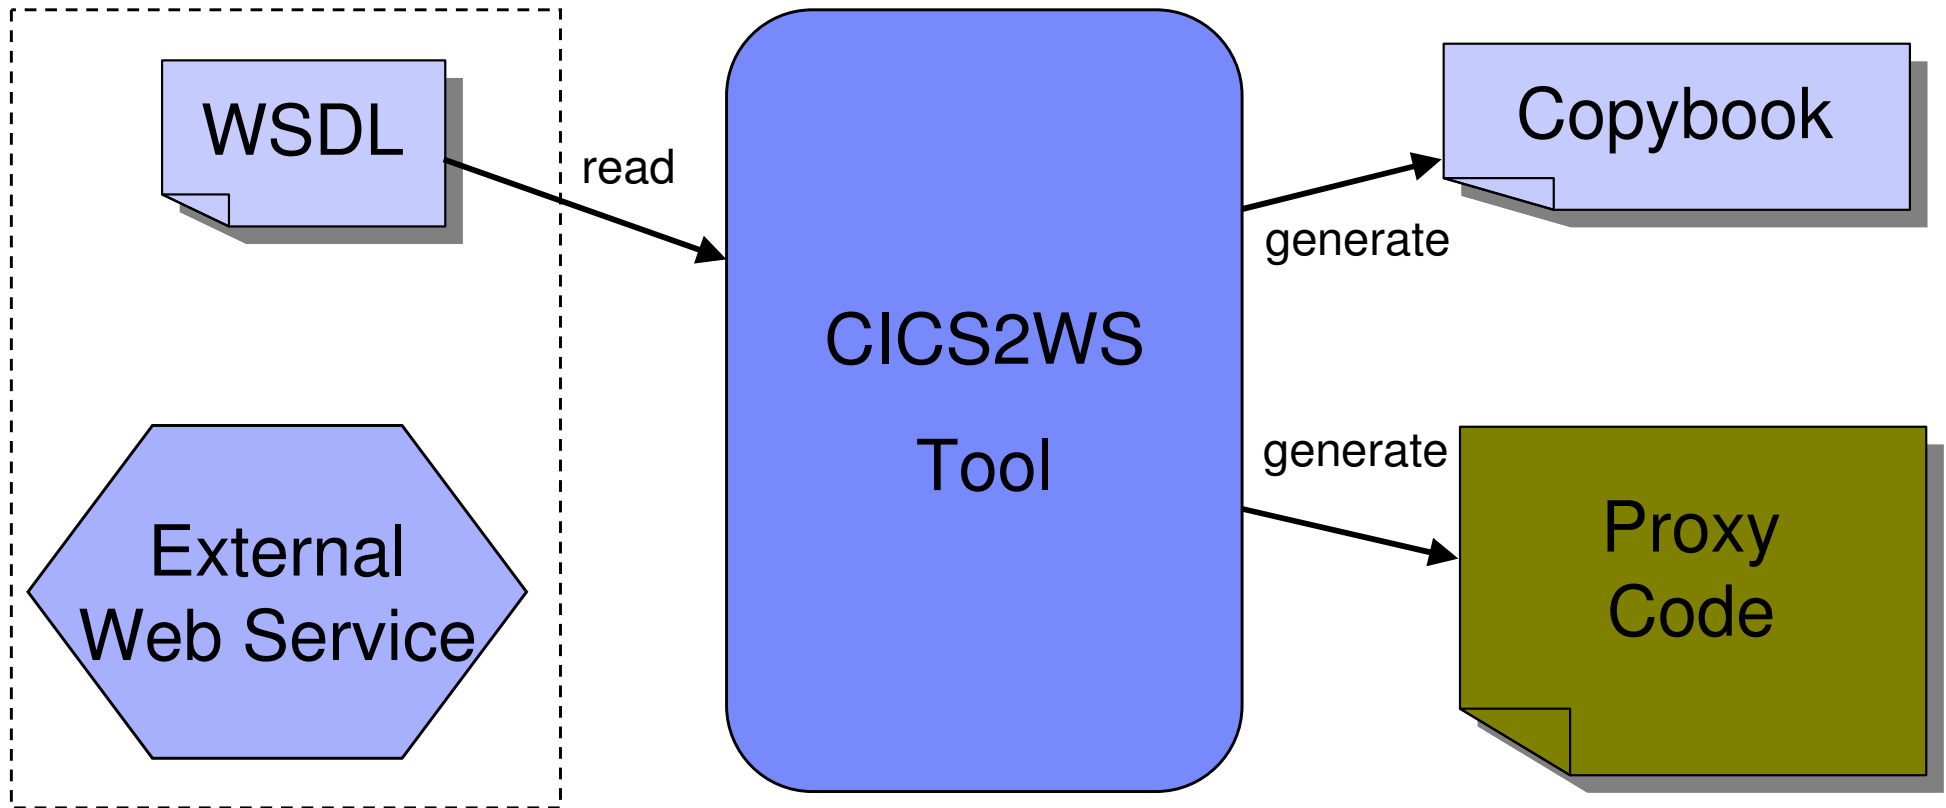 WSDL
read
External
Web Service
CICS2WS
Tool
Copybook
generate
generate
Proxy
Code